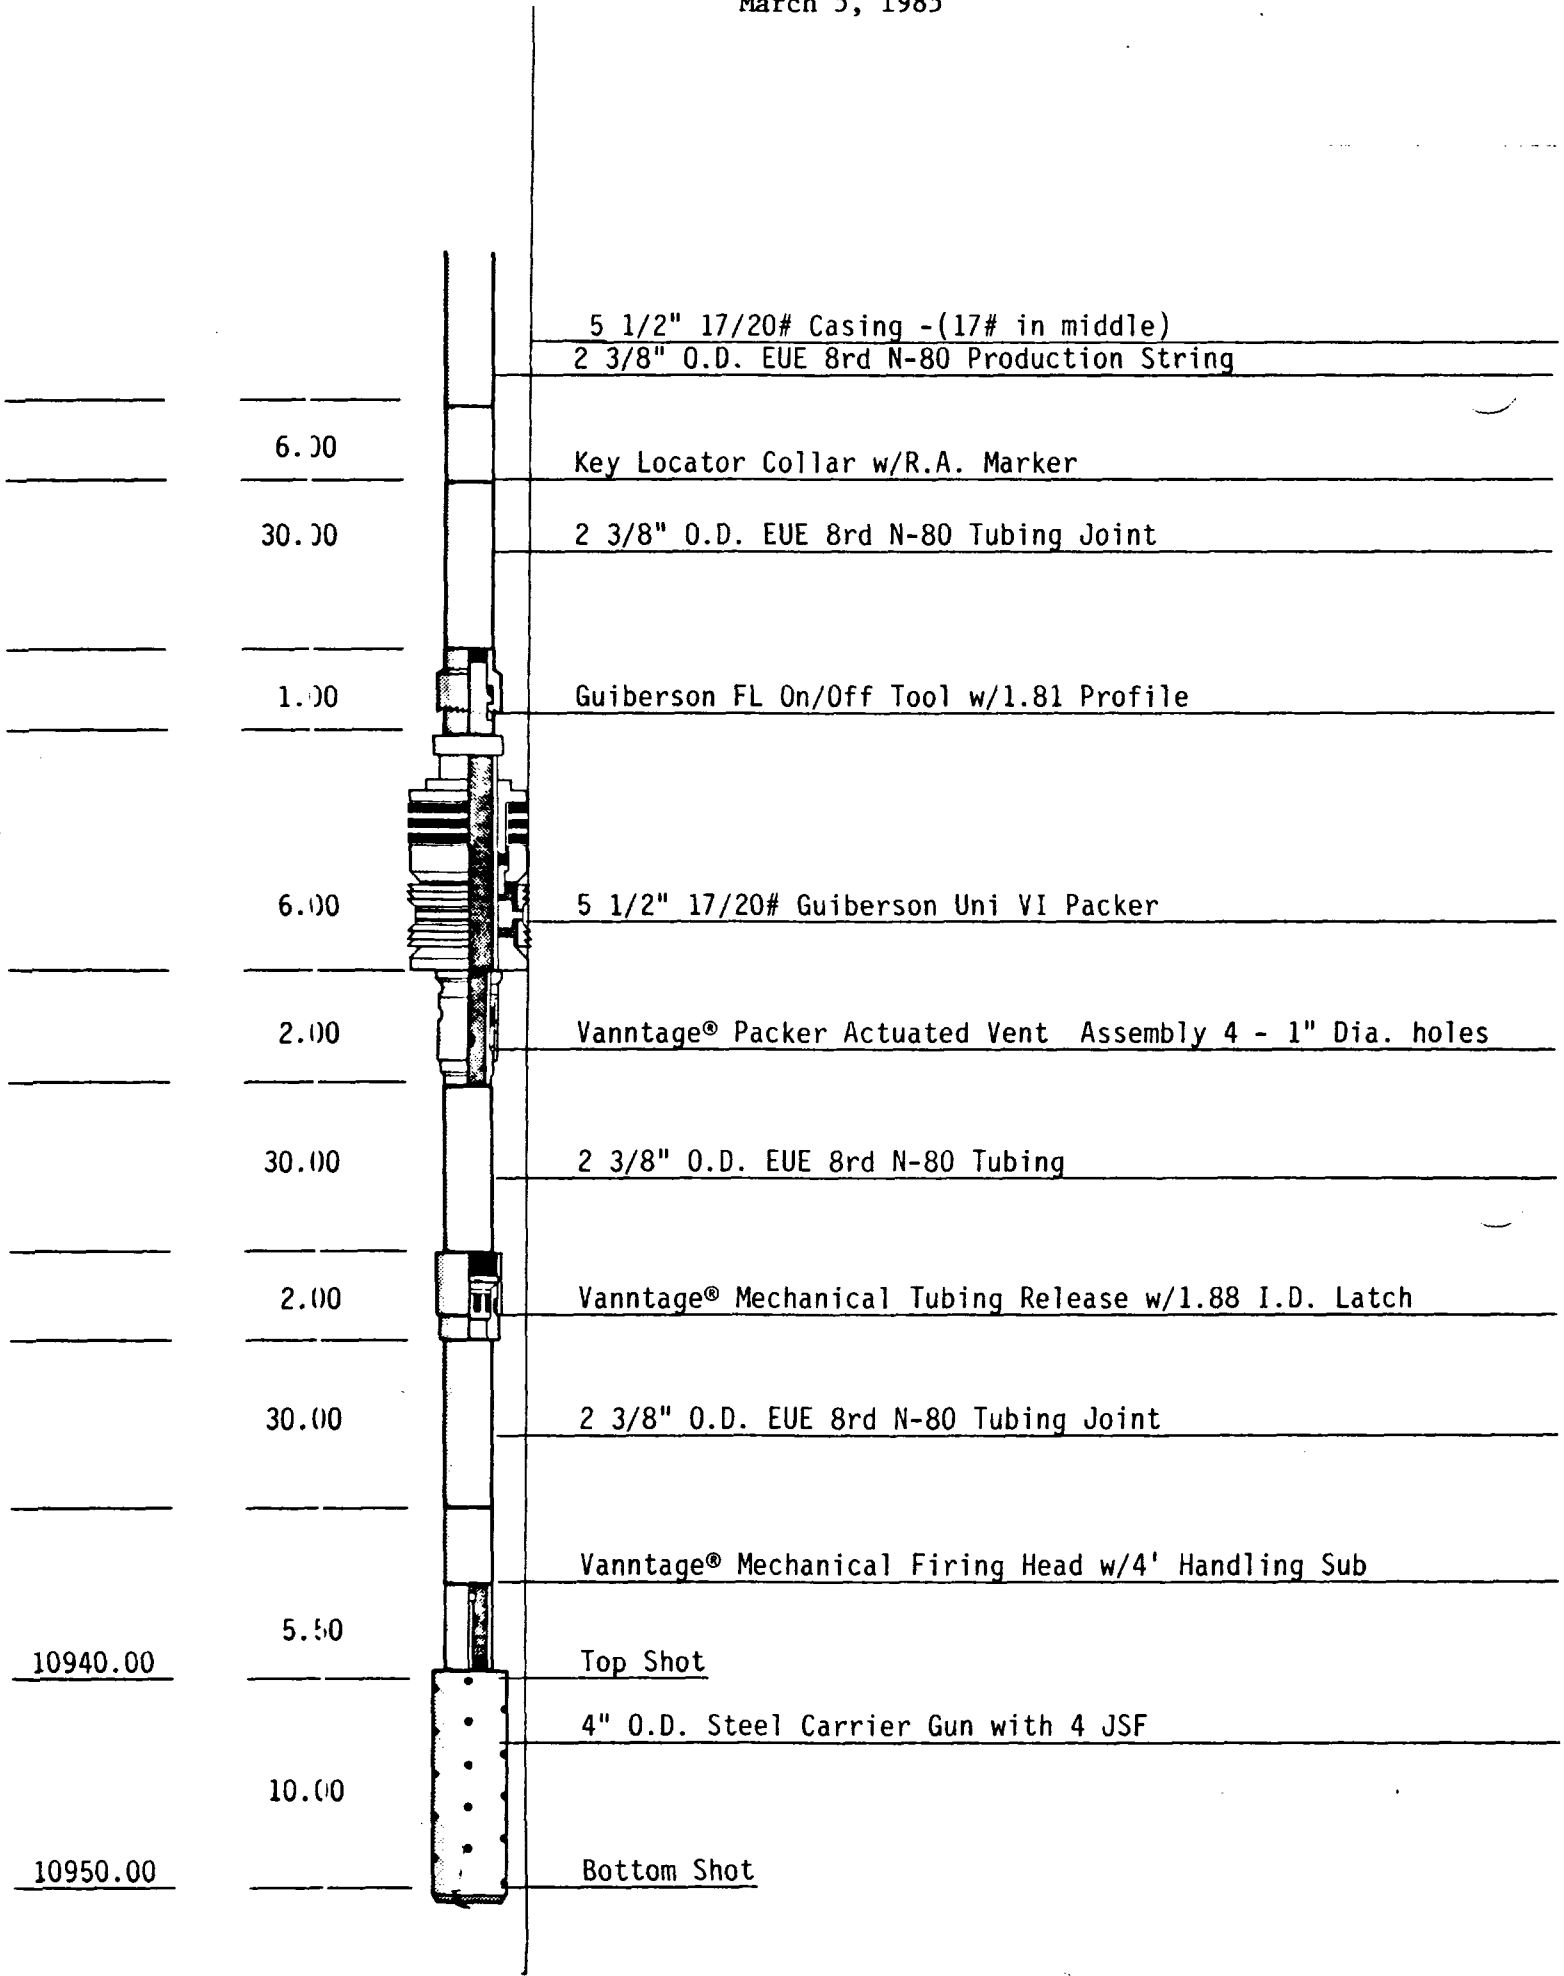 March 5, 1985
5 1/2" 17/20# Casing -(17# in middle)
2 3/8" O.D. EUE 8rd N-80 Production String
6.00
Key Locator Collar w/R.A. Marker
30.00
2 3/8" O.D. EUE 8rd N-80 Tubing Joint
1.00
Guiberson FL On/Off Tool w/1.81 Profile
6.00
5 1/2" 17/20# Guiberson Uni VI Packer
2.00
Vanntage® Packer Actuated Vent Assembly 4 - 1" Dia. holes
30.00
2 3/8" O.D. EUE 8rd N-80 Tubing
2.00
Vanntage® Mechanical Tubing Release w/1.88 I.D. Latch
30.00
2 3/8" O.D. EUE 8rd N-80 Tubing Joint
Vanntage® Mechanical Firing Head w/4' Handling Sub
5.50
10940.00
Top Shot
4" O.D. Steel Carrier Gun with 4 JSF
10.00
10950.00
Bottom Shot